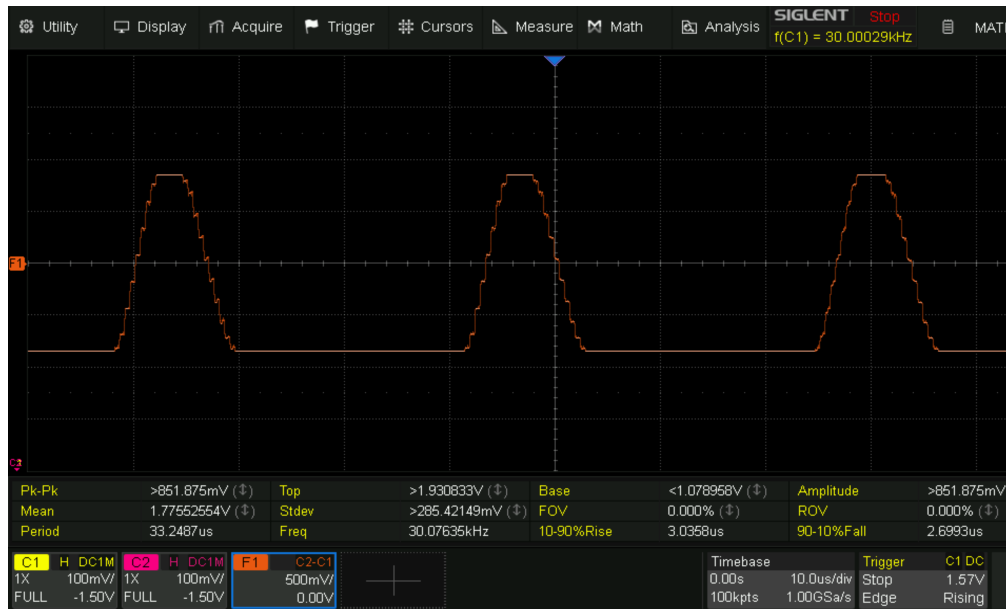 Utility Display Acquire Trigger Cursors Measure Math Analysis SIGLENT Stop MATH
f(C1) = 30.00029kHz
F1
Pk-Pk >851.875mV (↕) Top >1.930833V (↕) Base <1.078958V (↕) Amplitude >851.875mV
Mean 1.77552554V (↕) Stdev >285.42149mV (↕) FOV 0.000% (↕) ROV 0.000% (↕)
Period 33.2487us Freq 30.07635kHz 10-90%Rise 3.0358us 90-10%Fall 2.6993us
C1 H DC1M C2 H DC1M F1 C2-C1 Timebase Trigger C1 DC
1X 100mV/ 1X 100mV/ 500mV/ 0.00s 10.0us/div Stop 1.57V
FULL -1.50V FULL -1.50V 0.00V 100kpts 1.00GSa/s Edge Rising